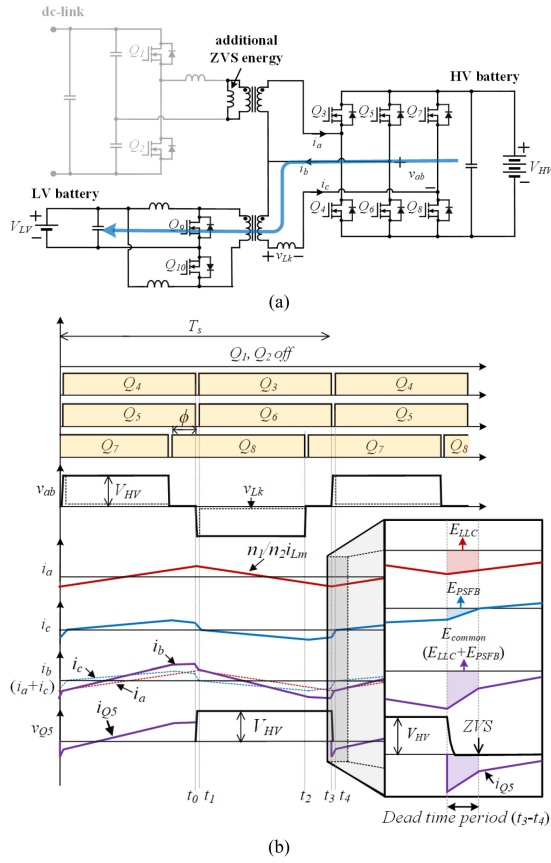 dc-link
additional
ZVS energy
HV battery
Q1
Q2
Q3 Q5 Q7
ia
ib
vab
VHV
LV battery
ic
Q4 Q6 Q8
VLV
Q9
Q10
vLk
(a)
Ts
Q1, Q2 off
Q4 Q3 Q4
Q5 ϕ Q6 Q5
Q7 Q8 Q7 Q8
vab
VHV
vLk
ELLC
n1/n2iLm
ia
EPSFB
ic
Ecommon
(ELLC+EPSFB)
ib
ic
ib
(ia+ic)
ia
iQ5
VHV
ZVS
vQ5
VHV
iQ5
t0 t1 t2 t3 t4
Dead time period (t3-t4)
(b)